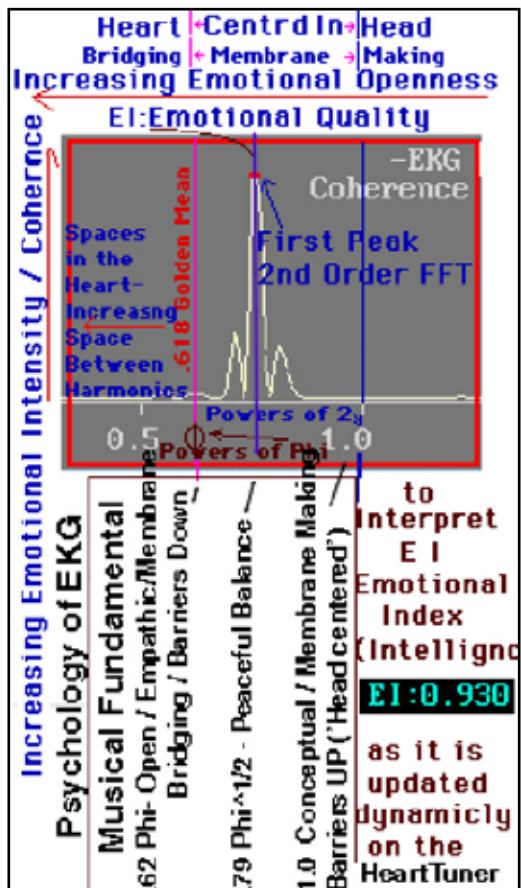 Heart ←Centrd In→ Head
Bridging ← Membrane → Making
Increasing Emotional Openness
EI:Emotional Quality
Increasing Emotional Intensity / Coherence
-EKG
Coherence
Spaces
in the
Heart-
Increasng
Space
Between
Harmonics
.618 Golden Mean
First Peak
2nd Order FFT
Powers of 2
0.5
1.0
Powers of Phi
Psychology of EKG
Musical Fundamental
.62 Phi- Open / Empathic/Membrane
Bridging / Barriers Down
.79 Phi^1/2 - Peaceful Balance
1.0 Conceptual / Membrane Making
Barriers UP ('Head centered')
to
Interpret
E I
Emotional
Index
(Intellignc
EI:0.930
as it is
updated
dynamicly
on the
HeartTuner